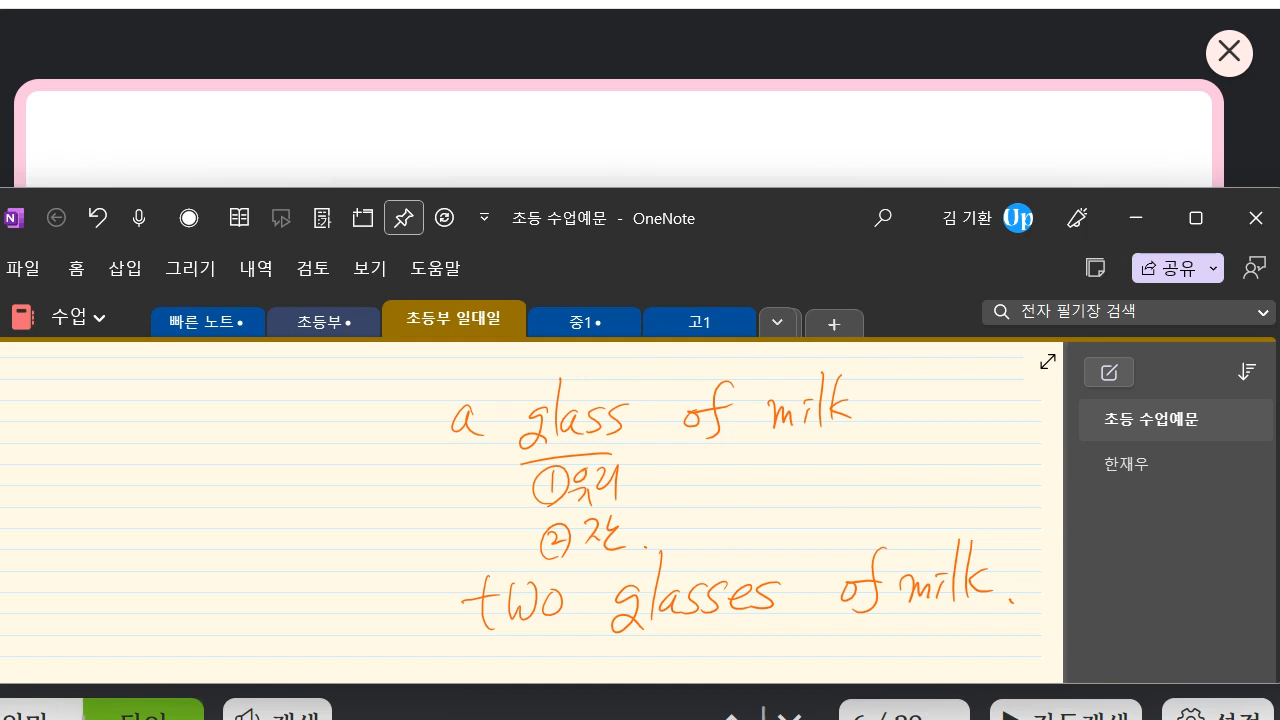 초등 수업예문 - OneNote
김 기환
Up
파일 홈 삽입 그리기 내역 검토 보기 도움말
공유
수업
빠른 노트•
초등부•
초등부 일대일
중1•
고1
+
전자 필기장 검색
a glass of milk
①유리
②잔.
two glasses of milk.
초등 수업예문
한재우